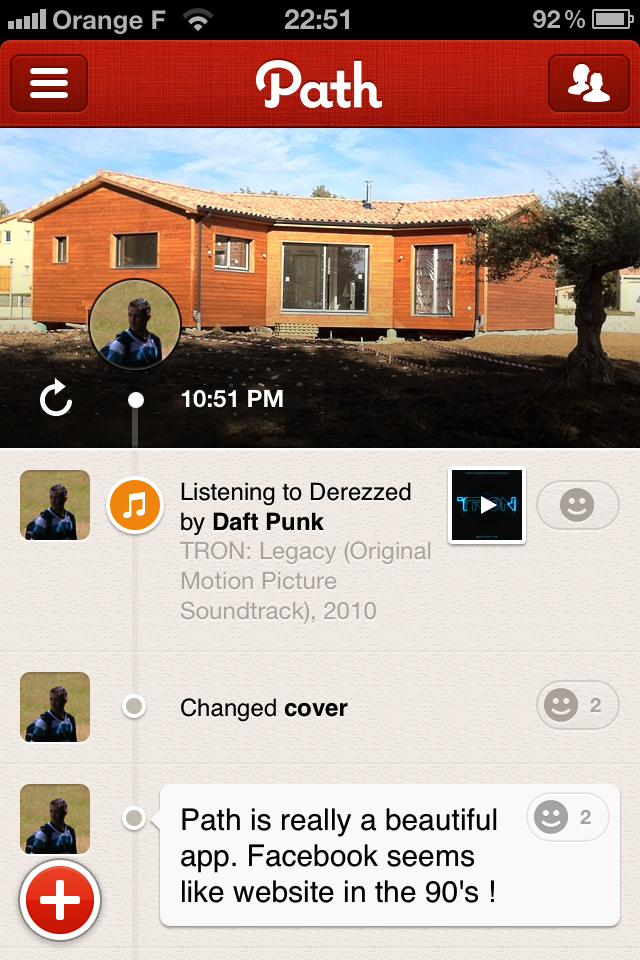 Orange F 22:51 92 %
Path
10:51 PM
Listening to Derezzed
by Daft Punk
TRON: Legacy (Original
Motion Picture
Soundtrack), 2010
TRON
Changed cover
2
Path is really a beautiful
app. Facebook seems
like website in the 90's !
2